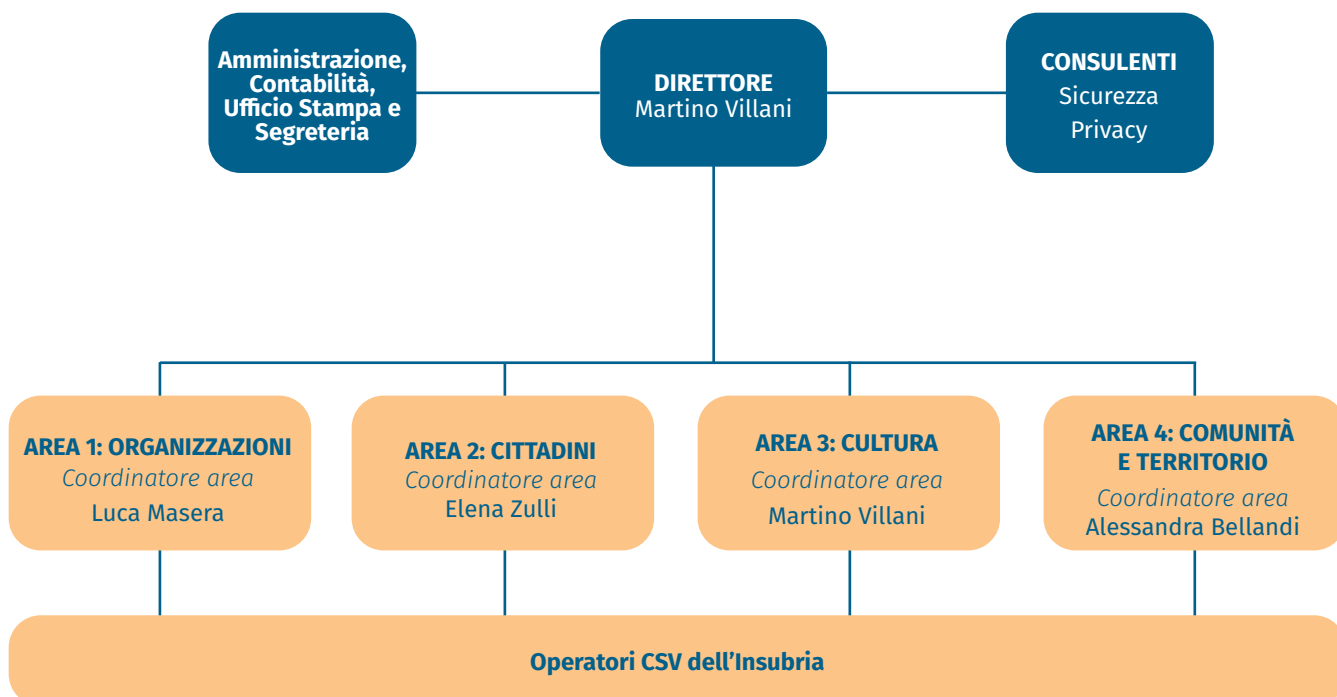 Amministrazione,
Contabilità,
Ufficio Stampa e
Segreteria
DIRETTORE
Martino Villani
CONSULENTI
Sicurezza
Privacy
AREA 1: ORGANIZZAZIONI
Coordinatore area
Luca Masera
AREA 2: CITTADINI
Coordinatore area
Elena Zulli
AREA 3: CULTURA
Coordinatore area
Martino Villani
AREA 4: COMUNITÀ
E TERRITORIO
Coordinatore area
Alessandra Bellandi
Operatori CSV dell’Insubria